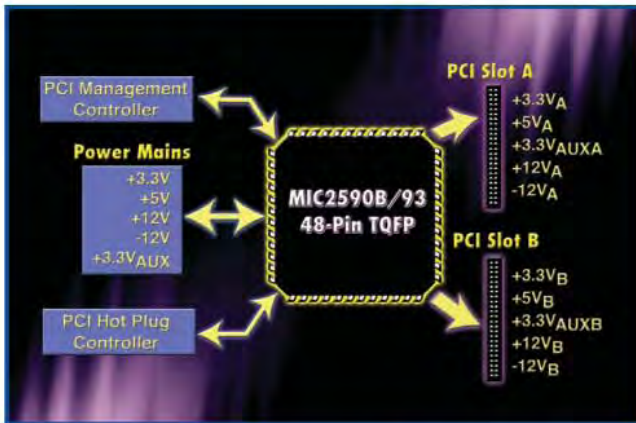 PCI Management
Controller
Power Mains
+3.3V
+5V
+12V
-12V
+3.3VAUX
PCI Hot Plug
Controller
MIC2590B/93
48-Pin TQFP
PCI Slot A
+3.3VA
+5VA
+3.3VAUXA
+12VA
-12VA
PCI Slot B
+3.3VB
+5VB
+3.3VAUXB
+12VB
-12VB